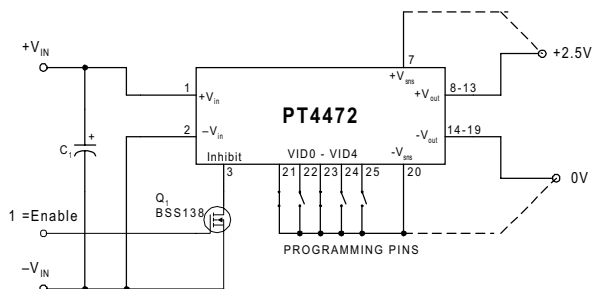 +V_IN
C_1
+
1
2
+V_in
−V_in
PT4472
Inhibit
3
VID0 - VID4
21 22 23 24 25
7
+V_sns
+V_out
8-13
-V_out
14-19
-V_sns
20
+2.5V
0V
Q_1
BSS138
1 =Enable
−V_IN
PROGRAMMING PINS